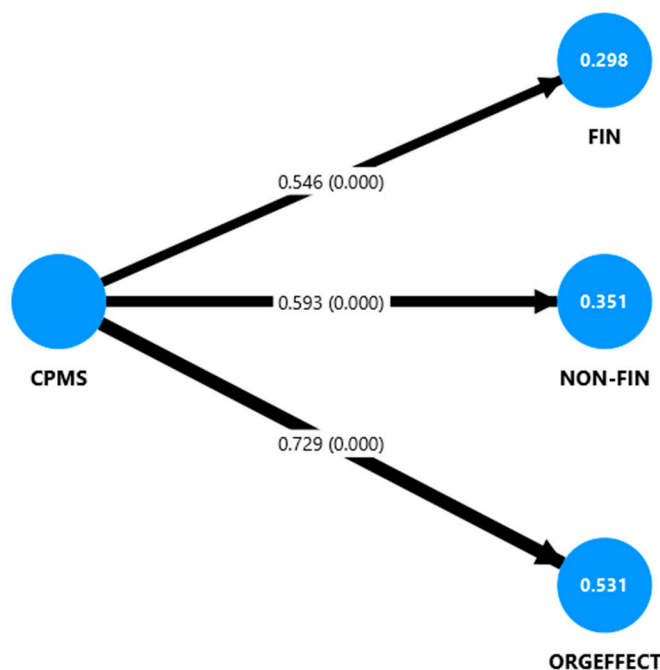 0.298
FIN
0.546 (0.000)
0.593 (0.000)
0.351
CPMS
NON-FIN
0.729 (0.000)
0.531
ORGEFFECT